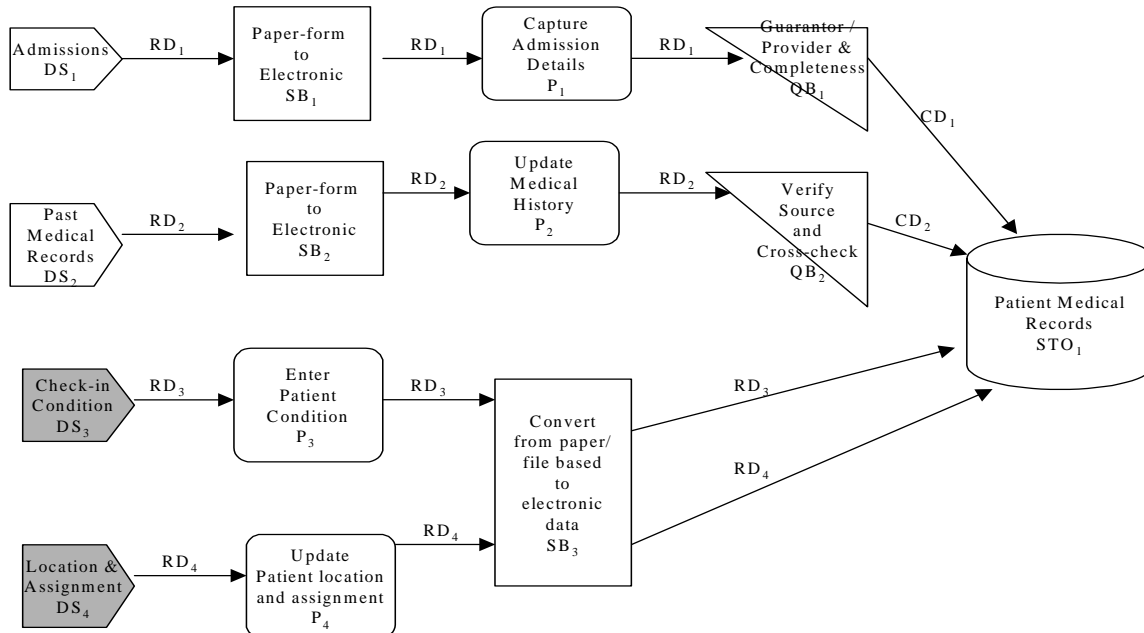 Admissions
DS₁
RD₁
Paper-form
to
Electronic
SB₁
RD₁
Capture
Admission
Details
P₁
RD₁
Guarantor /
Provider &
Completeness
QB₁
CD₁
Past
Medical
Records
DS₂
RD₂
Paper-form
to
Electronic
SB₂
RD₂
Update
Medical
History
P₂
RD₂
Verify
Source
and
Cross-check
QB₂
CD₂
Patient Medical
Records
STO₁
Check-in
Condition
DS₃
RD₃
Enter
Patient
Condition
P₃
RD₃
Convert
from paper/
file based
to
electronic
data
SB₃
RD₃
RD₄
Location &
Assignment
DS₄
RD₄
Update
Patient location
and assignment
P₄
RD₄